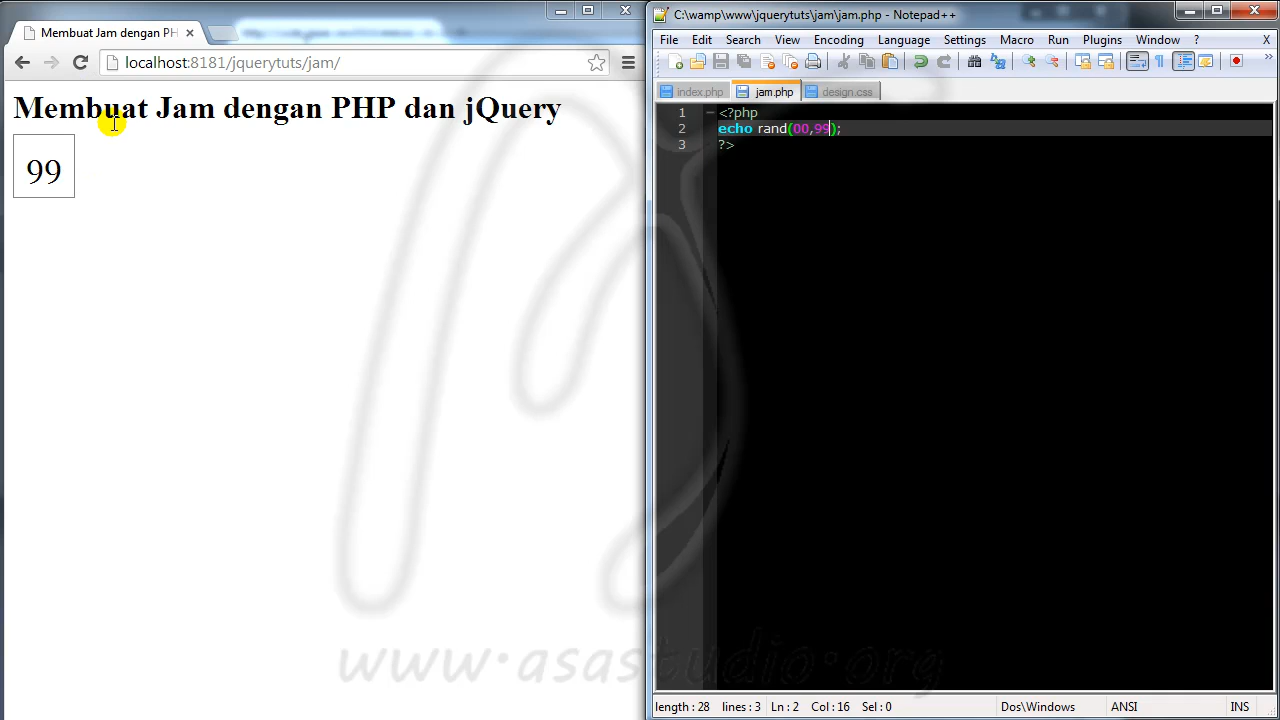 Membuat Jam dengan PH
localhost:8181/jquerytuts/jam/
Membuat Jam dengan PHP dan jQuery
99
C:\wamp\www\jquerytuts\jam\jam.php - Notepad++
File Edit Search View Encoding Language Settings Macro Run Plugins Window ? X
index.php jam.php design.css
1 <?php
2 echo rand(00,99);
3 ?>
www.asastudio.org
length : 28 lines : 3 Ln : 2 Col : 16 Sel : 0 Dos\Windows ANSI INS